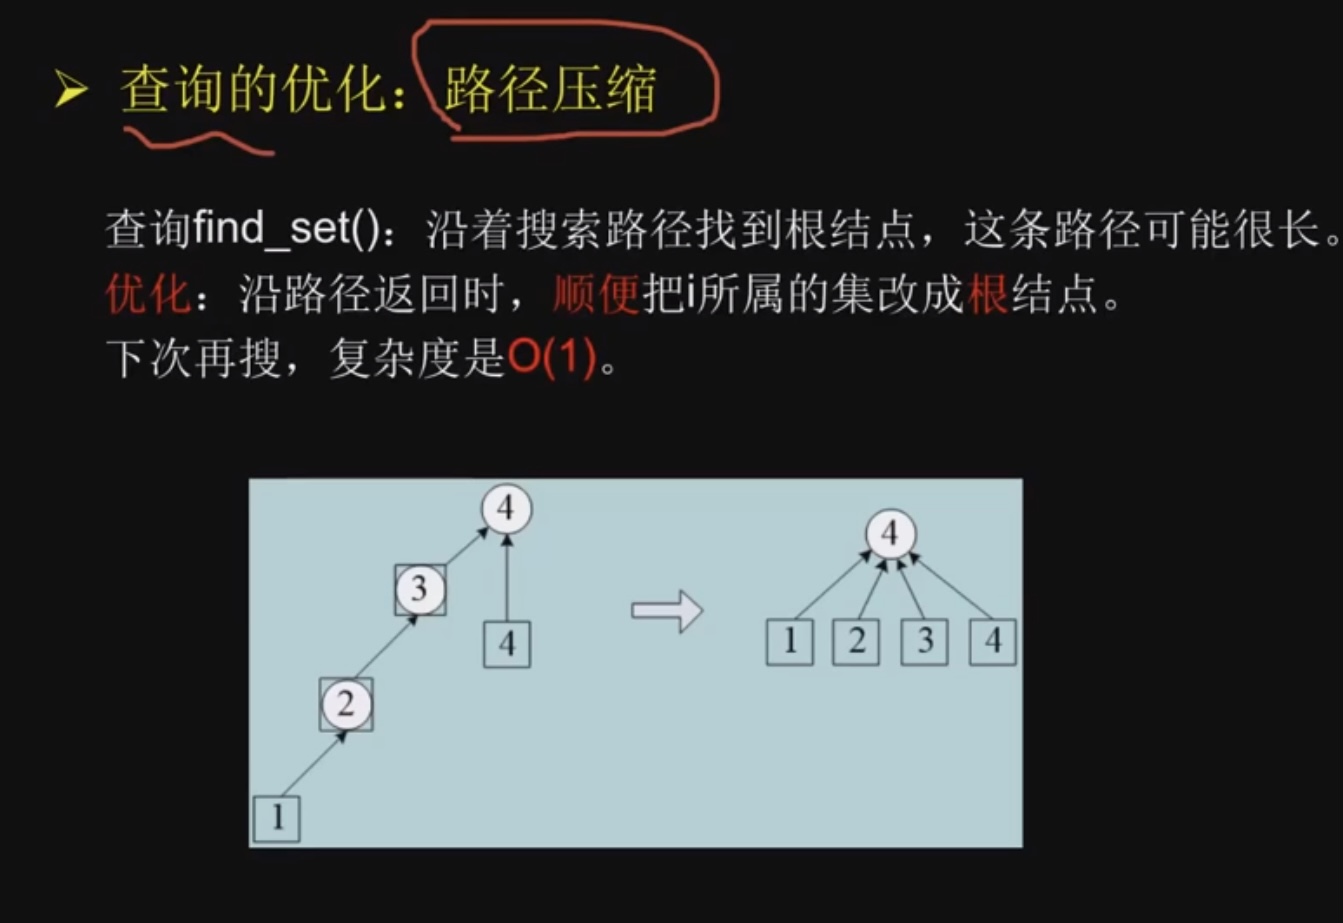 ➢ 查询的优化：路径压缩
查询find_set()：沿着搜索路径找到根结点，这条路径可能很长。
优化：沿路径返回时，顺便把i所属的集改成根结点。
下次再搜，复杂度是O(1)。
4
4
3
4
1 2 3 4
2
1